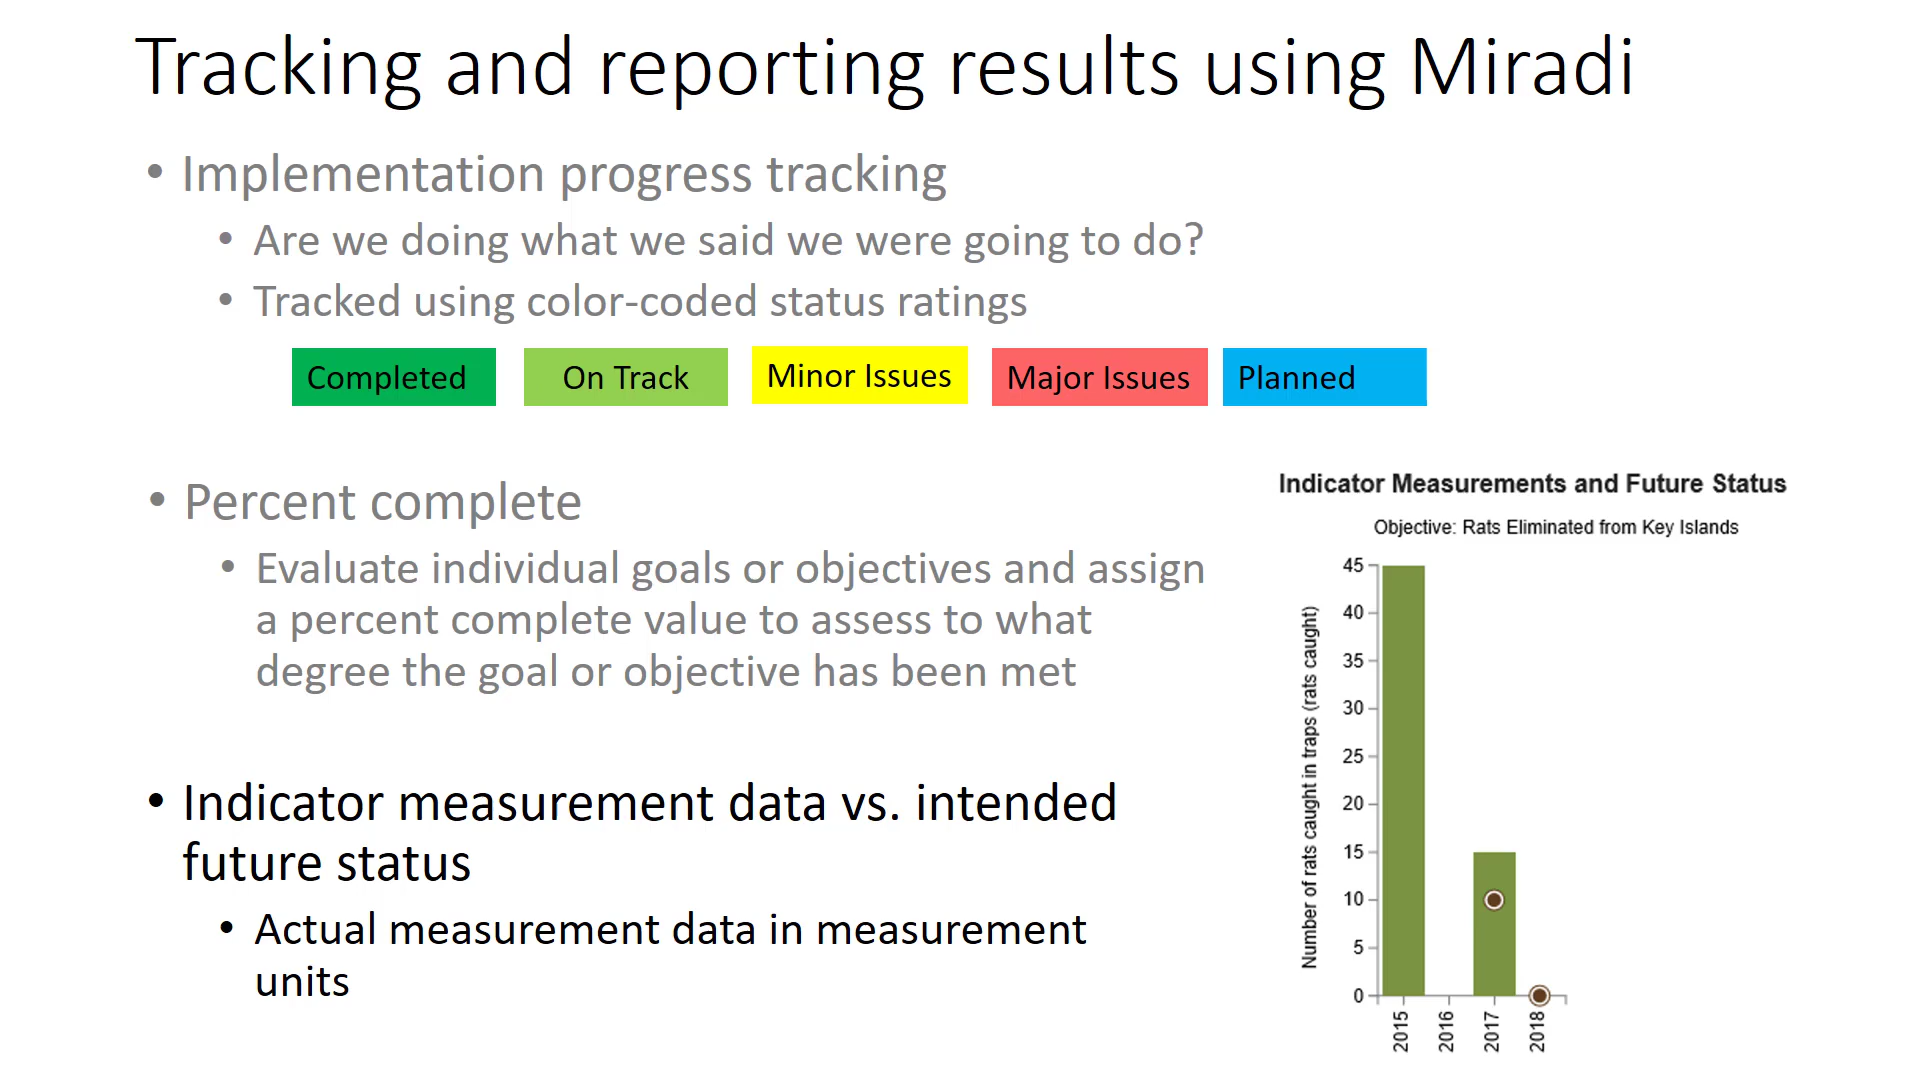 Tracking and reporting results using Miradi
• Implementation progress tracking
• Are we doing what we said we were going to do?
• Tracked using color-coded status ratings
Completed
On Track
Minor Issues
Major Issues
Planned
• Percent complete
• Evaluate individual goals or objectives and assign
a percent complete value to assess to what
degree the goal or objective has been met
• Indicator measurement data vs. intended
future status
• Actual measurement data in measurement
units
Indicator Measurements and Future Status
Objective: Rats Eliminated from Key Islands
Number of rats caught in traps (rats caught)
45
40
35
30
25
20
15
10
5
0
2015
2016
2017
2018